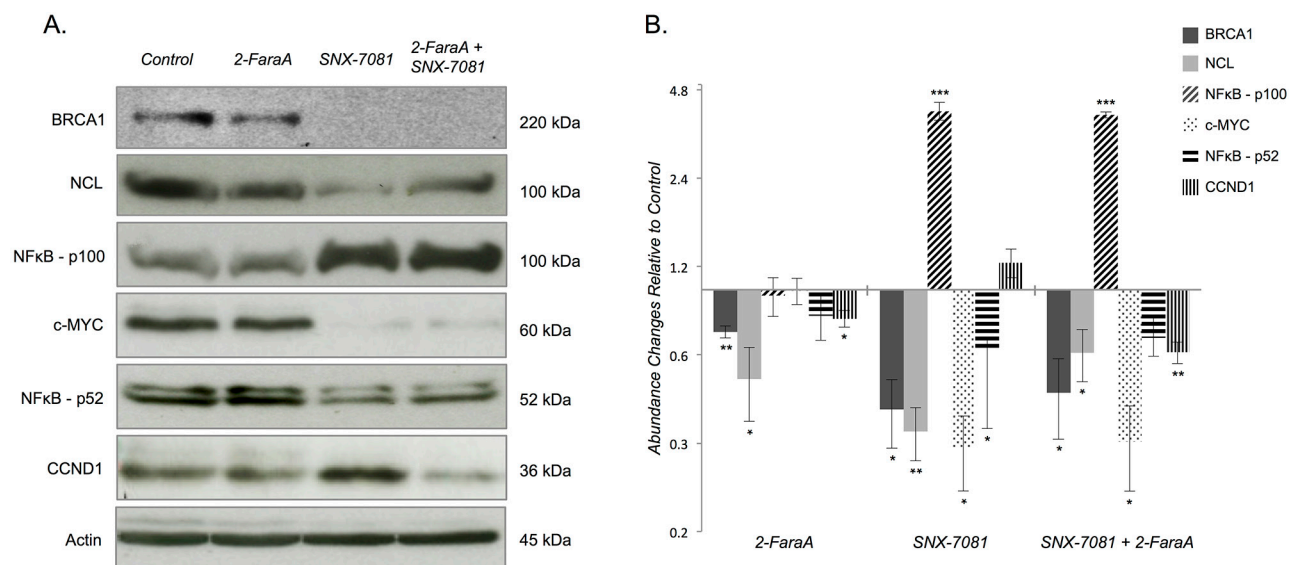 A.
Control 2-FaraA SNX-7081 2-FaraA +
SNX-7081
BRCA1 220 kDa
NCL 100 kDa
NFκB - p100 100 kDa
c-MYC 60 kDa
NFκB - p52 52 kDa
CCND1 36 kDa
Actin 45 kDa
B.
BRCA1
NCL
NFκB - p100
c-MYC
NFκB - p52
CCND1
Abundance Changes Relative to Control
4.8
2.4
1.2
0.6
0.3
0.2
** * *
* ** *** * *
* * *** * **
2-FaraA SNX-7081 SNX-7081 + 2-FaraA